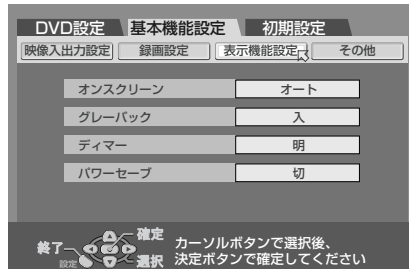 DVD設定 基本機能設定 初期設定
映像入出力設定 録画設定 表示機能設定 その他
オンスクリーン オート
グレーバック 入
ディマー 明
パワーセーブ 切
確定
終了
設定 選択
カーソルボタンで選択後、
決定ボタンで確定してください